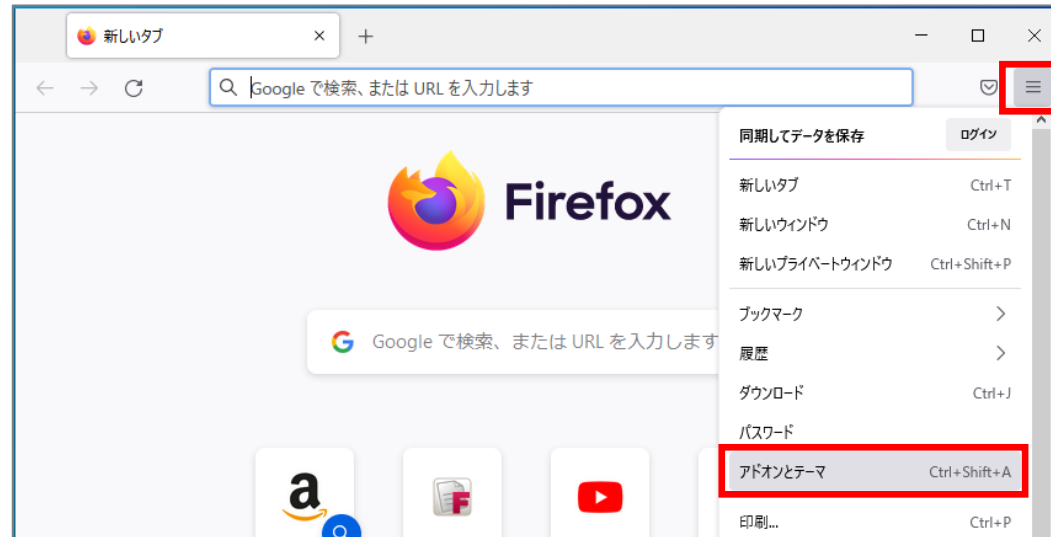 新しいタブ
Google で検索、または URL を入力します
同期してデータを保存 ログイン
新しいタブ Ctrl+T
新しいウィンドウ Ctrl+N
新しいプライベートウィンドウ Ctrl+Shift+P
ブックマーク
履歴
ダウンロード Ctrl+J
パスワード
アドオンとテーマ Ctrl+Shift+A
印刷... Ctrl+P
Firefox
G Google で検索、または URL を入力します
a F